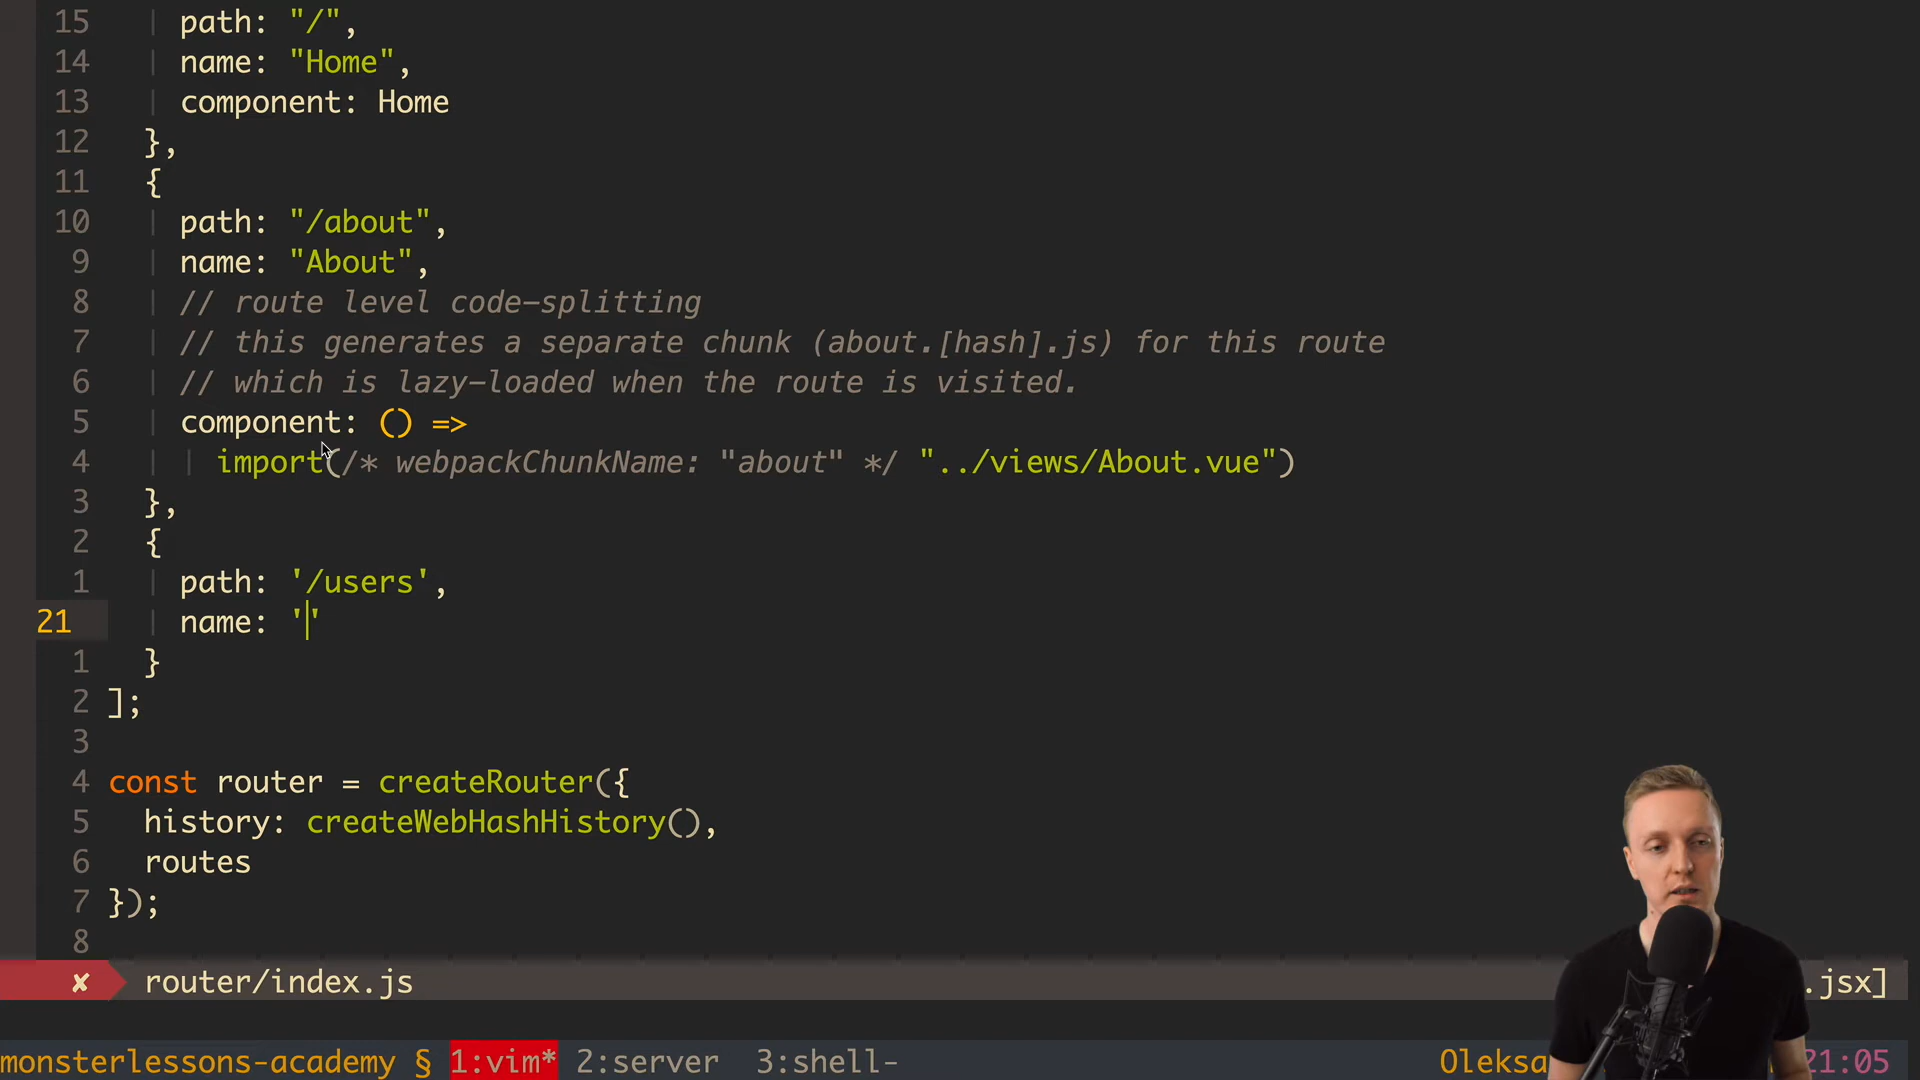 15 path: "/",
14 name: "Home",
13 component: Home
12 },
11 {
10 path: "/about",
9 name: "About",
8 // route level code-splitting
7 // this generates a separate chunk (about.[hash].js) for this route
6 // which is lazy-loaded when the route is visited.
5 component: () =>
4 import(/* webpackChunkName: "about" */ "../views/About.vue")
3 },
2 {
1 path: '/users',
21 name: ''
1 }
2 ];
3
4 const router = createRouter({
5 history: createWebHashHistory(),
6 routes
7 });
8
✘ router/index.js .jsx]
monsterlessons-academy § 1:vim* 2:server 3:shell- Oleksa 21:05